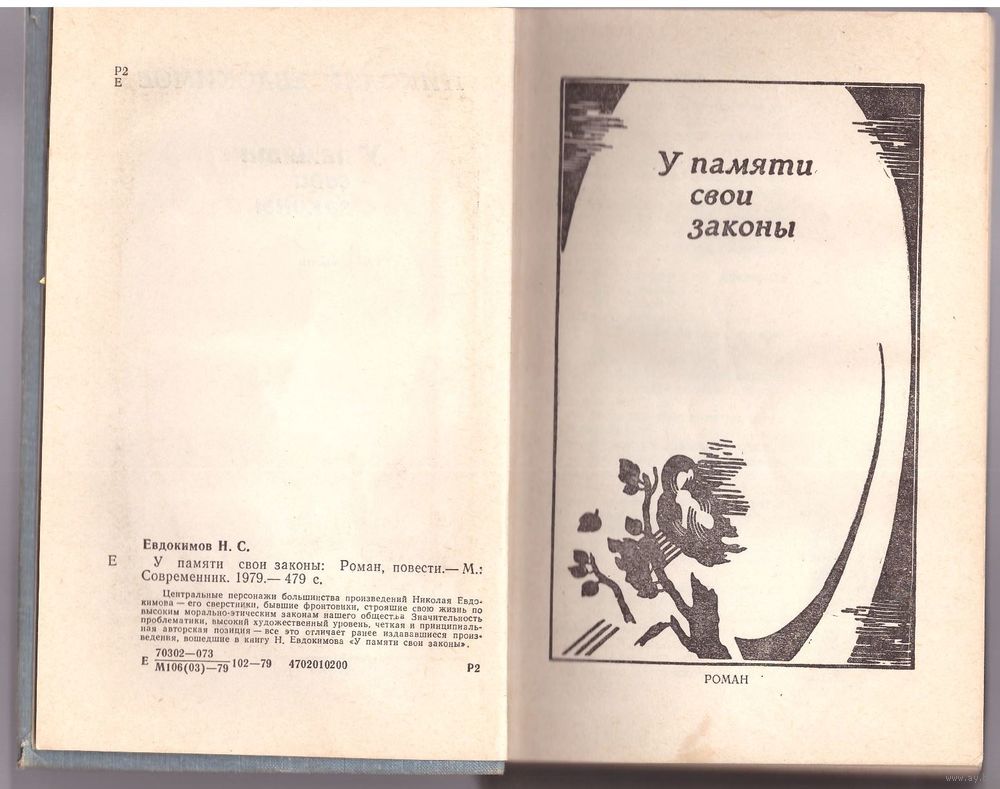 Р2
Е
Евдокимов Н. С.
Е У памяти свои законы: Роман, повести.— М.:
Современник. 1979.— 479 с.
Центральные персонажи большинства произведений Николая Евдо-
кимова — его сверстники, бывшие фронтовики, строящие свою жизнь по
высоким морально-этическим законам нашего общества Значительность
проблематики, высокий художественный уровень, четкая и принципиаль-
ная авторская позиция — все это отличает ранее издававшиеся произ-
ведения, вошедшие в книгу Н. Евдокимова «У памяти свои законы».
70302—073
Е 102—79 4702010200 Р2
М106(03)—79
У памяти
свои
законы
РОМАН